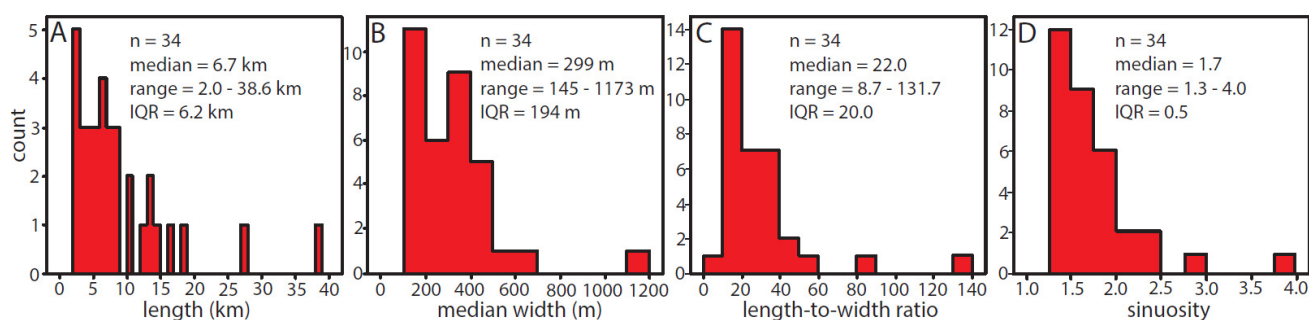 A
n = 34
median = 6.7 km
range = 2.0 - 38.6 km
IQR = 6.2 km
count
5
4
3
2
1
0
0 5 10 15 20 25 30 35 40
length (km)
B
n = 34
median = 299 m
range = 145 - 1173 m
IQR = 194 m
10
8
6
4
2
0
0 200 400 600 800 1000 1200
median width (m)
C
n = 34
median = 22.0
range = 8.7 - 131.7
IQR = 20.0
14
12
10
8
6
4
2
0
0 20 40 60 80 100 120 140
length-to-width ratio
D
n = 34
median = 1.7
range = 1.3 - 4.0
IQR = 0.5
12
10
8
6
4
2
0
1.0 1.5 2.0 2.5 3.0 3.5 4.0
sinuosity